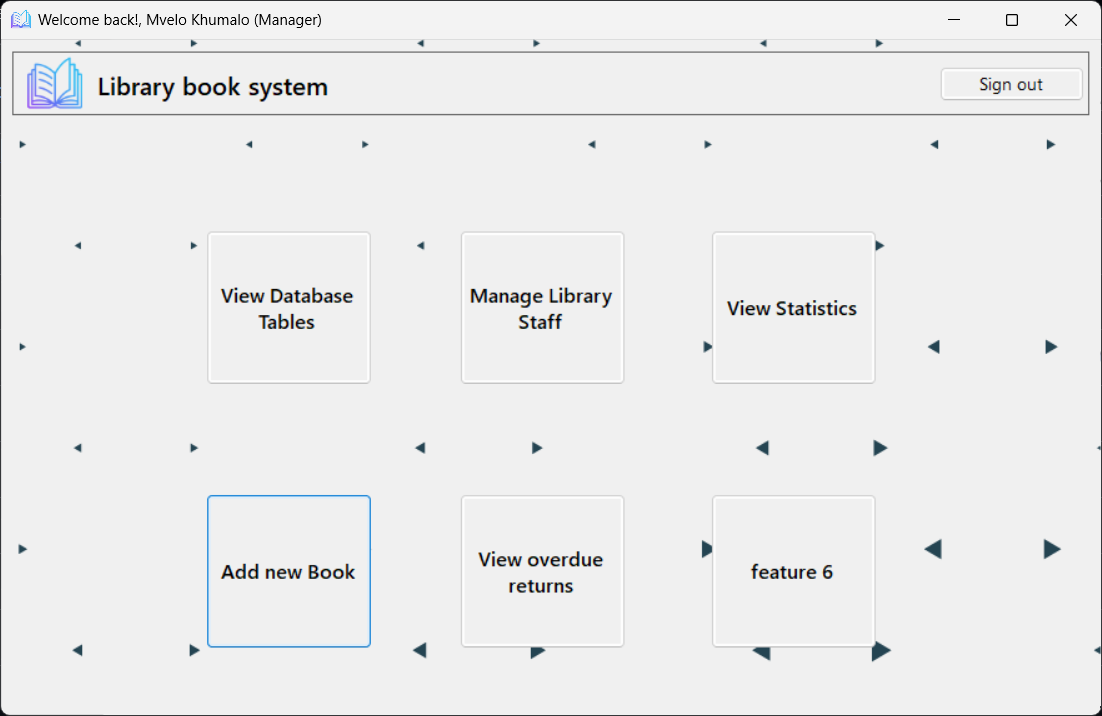 Welcome back!, Mvelo Khumalo (Manager)
Library book system
Sign out
View Database
Tables
Manage Library
Staff
View Statistics
Add new Book
View overdue
returns
feature 6